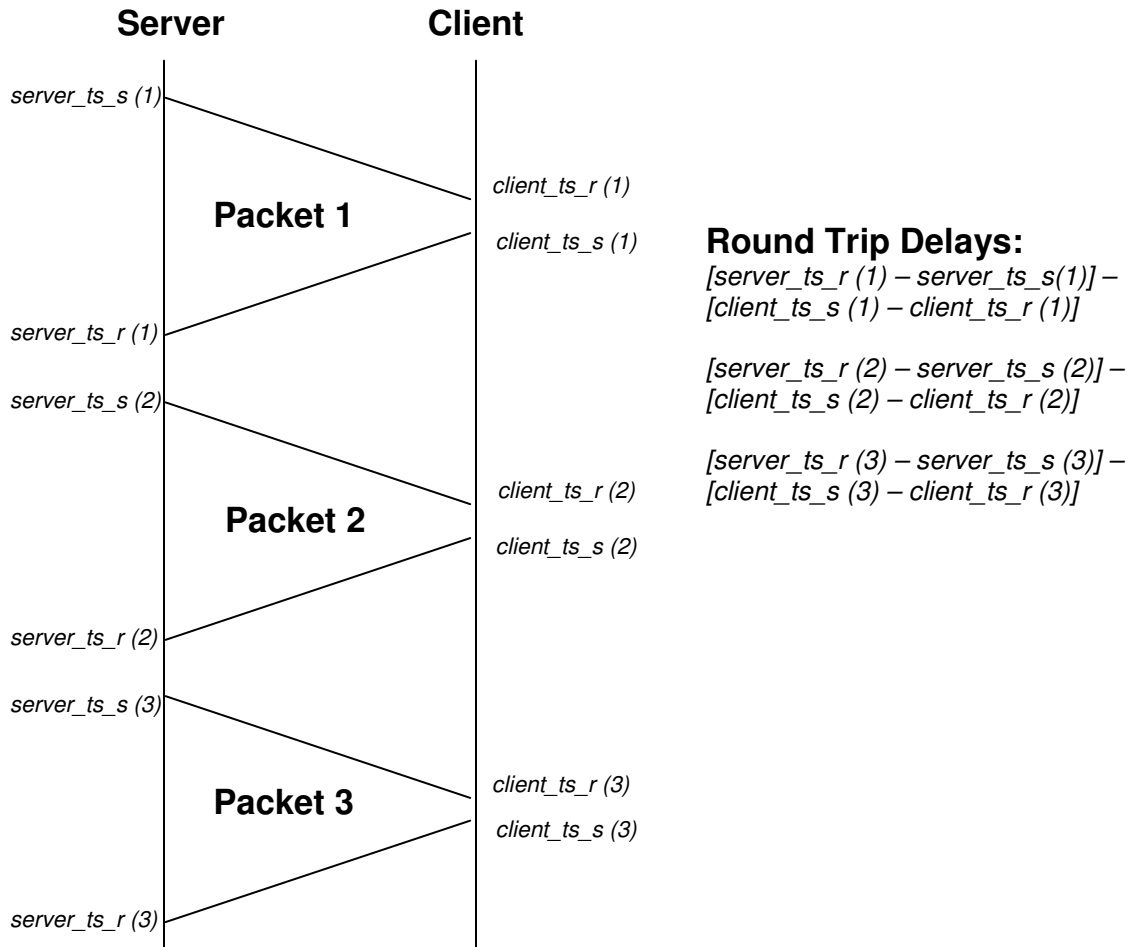 Server
Client
server_ts_s (1)
client_ts_r (1)
Packet 1
client_ts_s (1)
server_ts_r (1)
server_ts_s (2)
client_ts_r (2)
Packet 2
client_ts_s (2)
server_ts_r (2)
server_ts_s (3)
client_ts_r (3)
Packet 3
client_ts_s (3)
server_ts_r (3)
Round Trip Delays:
[server_ts_r (1) – server_ts_s(1)] –
[client_ts_s (1) – client_ts_r (1)]
[server_ts_r (2) – server_ts_s (2)] –
[client_ts_s (2) – client_ts_r (2)]
[server_ts_r (3) – server_ts_s (3)] –
[client_ts_s (3) – client_ts_r (3)]